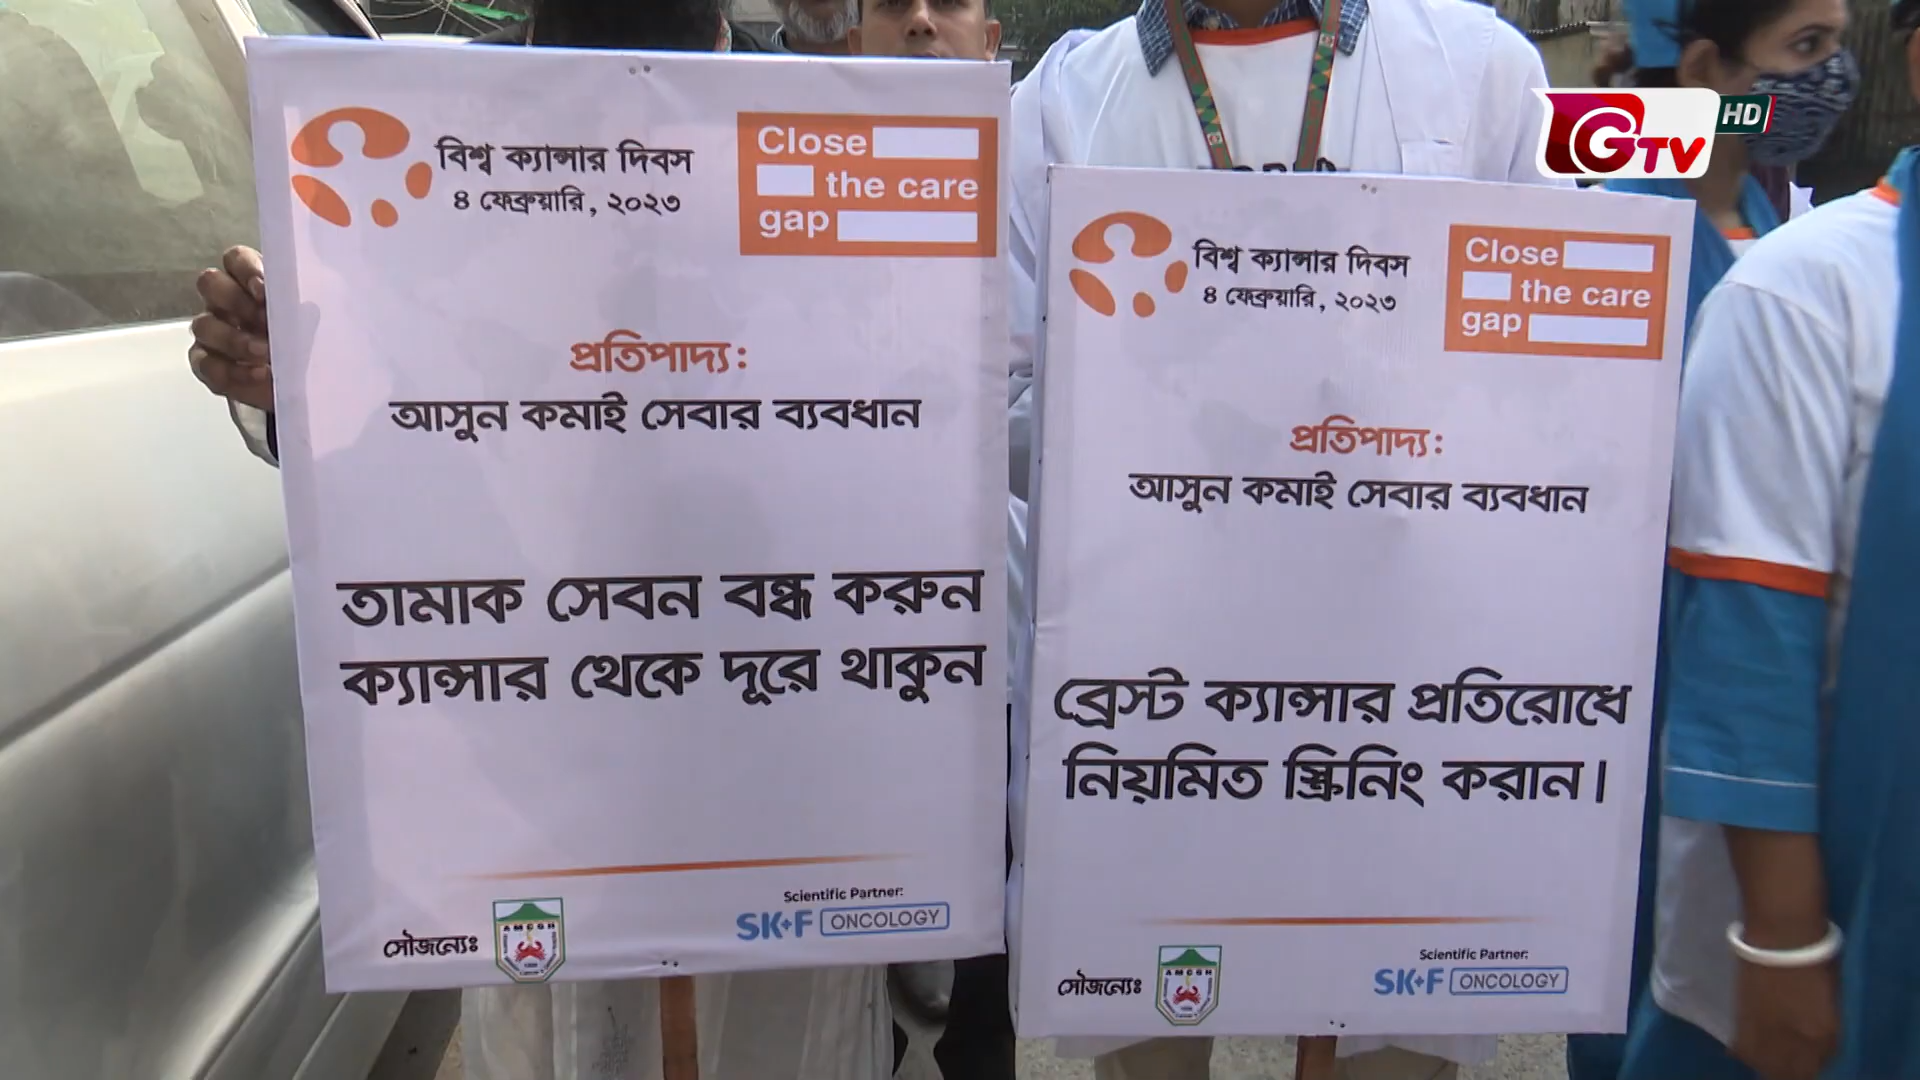 বিশ্ব ক্যান্সার দিবস
৪ ফেব্রুয়ারি, ২০২৩
Close
the care
gap
প্রতিপাদ্য:
আসুন কমাই সেবার ব্যবধান
তামাক সেবন বন্ধ করুন
ক্যান্সার থেকে দূরে থাকুন
সৌজন্যেঃ
AMCGH
Scientific Partner:
SK+F ONCOLOGY
বিশ্ব ক্যান্সার দিবস
৪ ফেব্রুয়ারি, ২০২৩
Close
the care
gap
প্রতিপাদ্য:
আসুন কমাই সেবার ব্যবধান
ব্রেস্ট ক্যান্সার প্রতিরোধে
নিয়মিত স্ক্রিনিং করান।
সৌজন্যেঃ
AMCGH
Scientific Partner:
SK+F ONCOLOGY
GTV HD